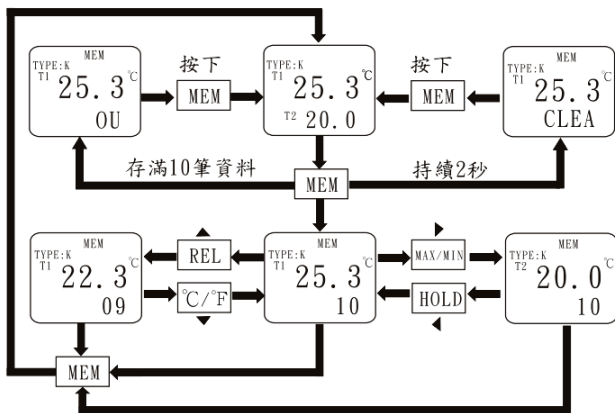 MEM
TYPE:K
T1
25.3
℃
OU
按下
MEM
MEM
TYPE:K
T1
25.3
℃
T2 20.0
按下
MEM
MEM
TYPE:K
T1
25.3
℃
CLEA
存滿10筆資料
MEM
持續2秒
MEM
TYPE:K
T1
22.3
℃
09
▲
REL
℃/℉
▼
MEM
TYPE:K
T1
25.3
℃
10
▶
MAX/MIN
HOLD
◀
MEM
TYPE:K
T2
20.0
℃
10
MEM